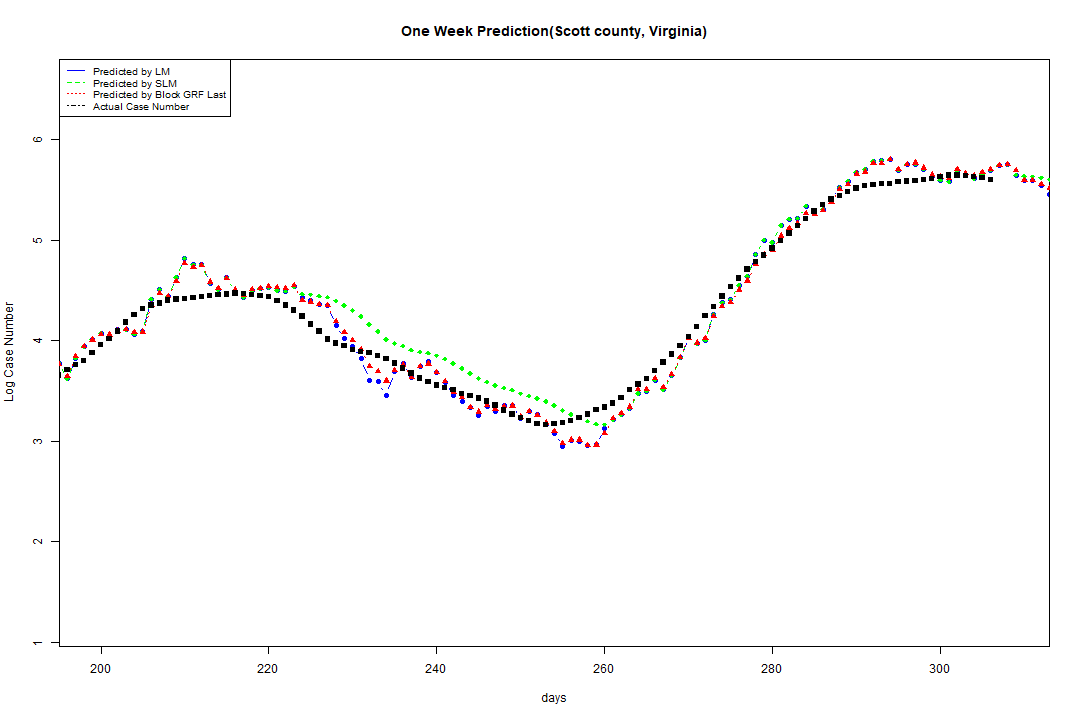 One Week Prediction(Scott county, Virginia)
Predicted by LM
Predicted by SLM
Predicted by Block GRF Last
Actual Case Number
6
5
4
3
2
1
Log Case Number
200 220 240 260 280 300
days